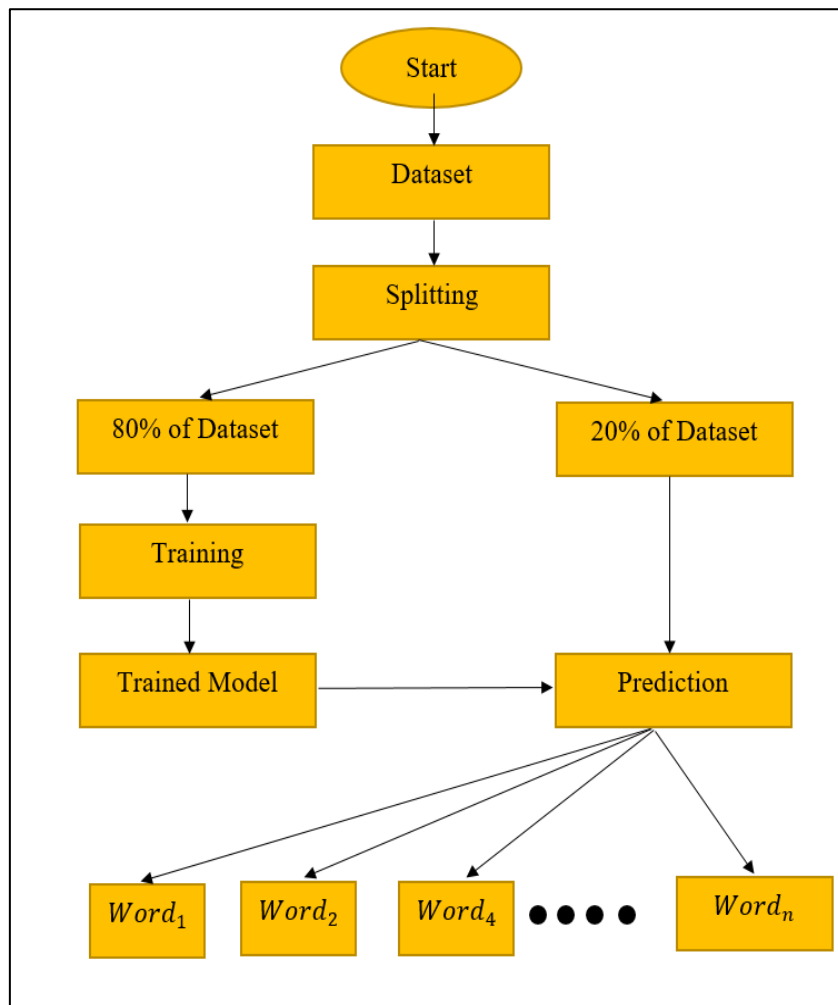 Start
Dataset
Splitting
80% of Dataset
20% of Dataset
Training
Trained Model
Prediction
Word₁
Word₂
Word₄
Wordₙ